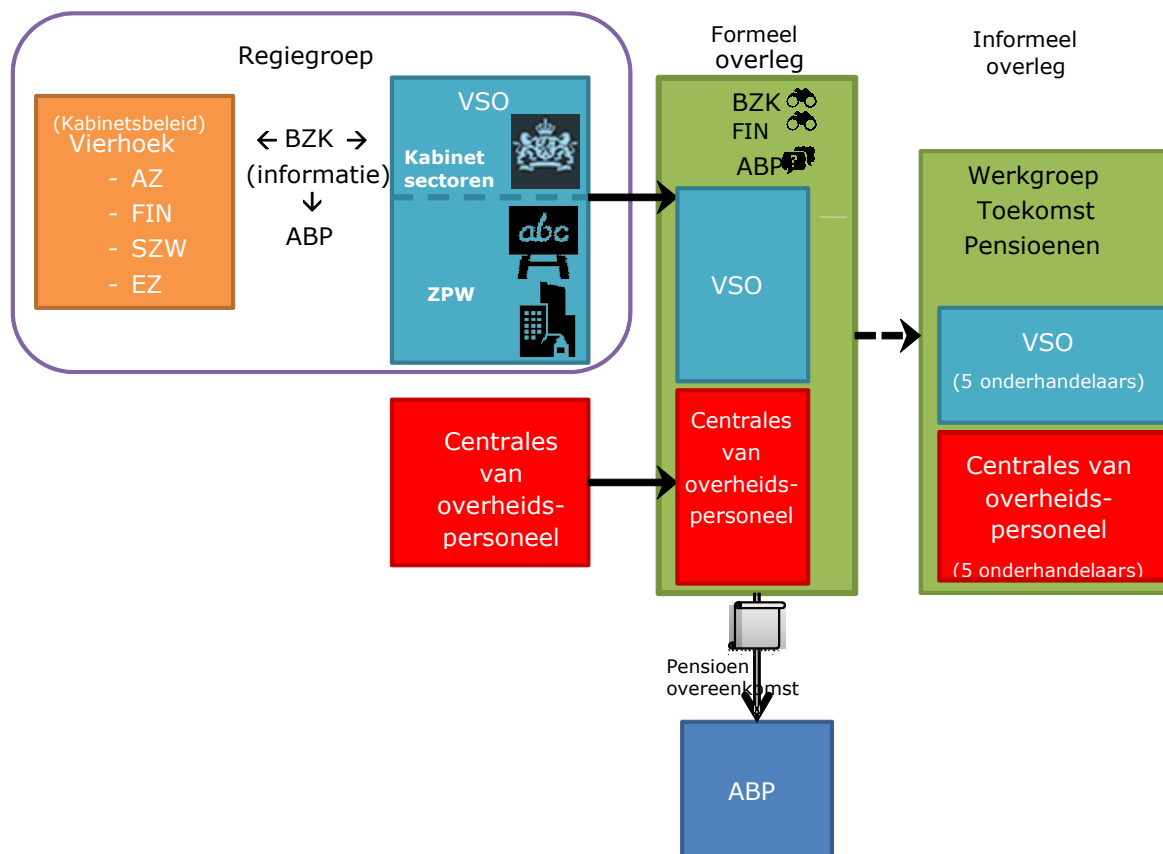 Regiegroep
(Kabinetsbeleid)
Vierhoek
- AZ
- FIN
- SZW
- EZ
← BZK →
(informatie)
↓
ABP
VSO
Kabinet
sectoren
abc
ZPW
Centrales
van
overheids-
personeel
Formeel
overleg
BZK
FIN
ABP
VSO
Centrales
van
overheids-
personeel
Pensioen
overeenkomst
ABP
Informeel
overleg
Werkgroep
Toekomst
Pensioenen
VSO
(5 onderhandelaars)
Centrales van
overheids-
personeel
(5 onderhandelaars)